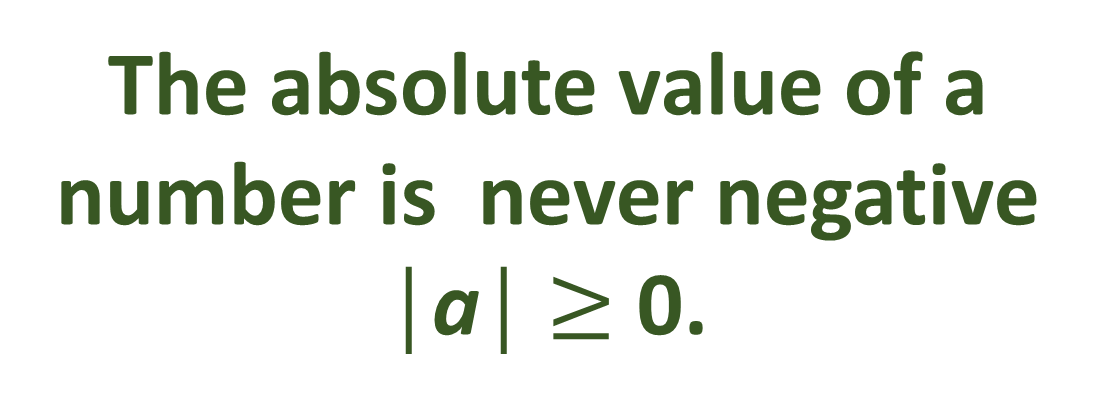 The absolute value of a
number is  never negative
|a| ≥ 0.